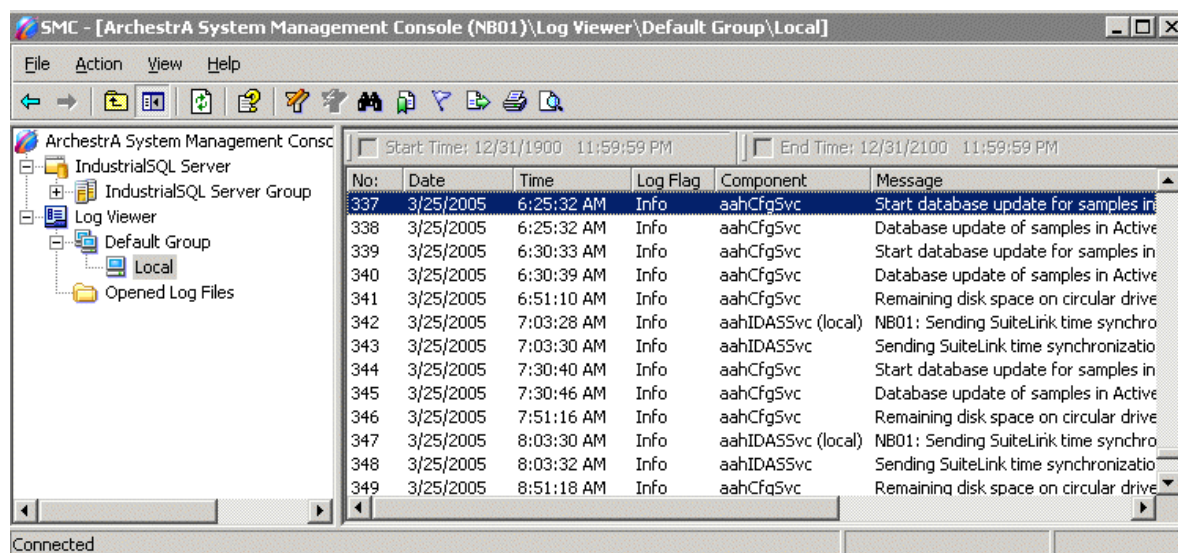 SMC - [ArchestrA System Management Console (NB01)\Log Viewer\Default Group\Local]
File Action View Help
ArchestrA System Management Consc
IndustrialSQL Server
IndustrialSQL Server Group
Log Viewer
Default Group
Local
Opened Log Files
Start Time: 12/31/1900 11:59:59 PM End Time: 12/31/2100 11:59:59 PM
No: Date Time Log Flag Component Message
337 3/25/2005 6:25:32 AM Info aahCfgSvc Start database update for samples in
338 3/25/2005 6:25:32 AM Info aahCfgSvc Database update of samples in Active
339 3/25/2005 6:30:33 AM Info aahCfgSvc Start database update for samples in
340 3/25/2005 6:30:39 AM Info aahCfgSvc Database update of samples in Active
341 3/25/2005 6:51:10 AM Info aahCfgSvc Remaining disk space on circular drive
342 3/25/2005 7:03:28 AM Info aahIDASSvc (local) NB01: Sending SuiteLink time synchro
343 3/25/2005 7:03:30 AM Info aahIDASSvc Sending SuiteLink time synchronizatio
344 3/25/2005 7:30:40 AM Info aahCfgSvc Start database update for samples in
345 3/25/2005 7:30:46 AM Info aahCfgSvc Database update of samples in Active
346 3/25/2005 7:51:16 AM Info aahCfgSvc Remaining disk space on circular drive
347 3/25/2005 8:03:30 AM Info aahIDASSvc (local) NB01: Sending SuiteLink time synchro
348 3/25/2005 8:03:32 AM Info aahIDASSvc Sending SuiteLink time synchronizatio
349 3/25/2005 8:51:18 AM Info aahCfgSvc Remaining disk space on circular drive
Connected